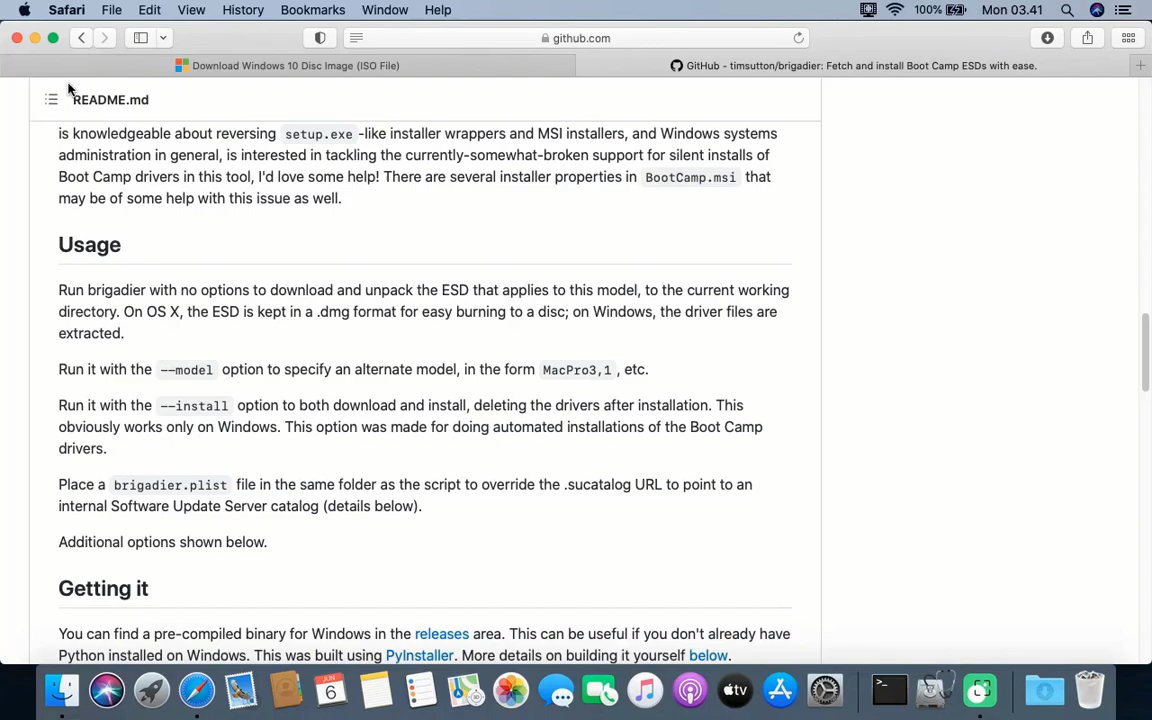 Safari File Edit View History Bookmarks Window Help 100% Mon 03.41
github.com
Download Windows 10 Disc Image (ISO File) GitHub - timsutton/brigadier: Fetch and install Boot Camp ESDs with ease.
README.md
is knowledgeable about reversing setup.exe -like installer wrappers and MSI installers, and Windows systems
administration in general, is interested in tackling the currently-somewhat-broken support for silent installs of
Boot Camp drivers in this tool, I'd love some help! There are several installer properties in BootCamp.msi that
may be of some help with this issue as well.
Usage
Run brigadier with no options to download and unpack the ESD that applies to this model, to the current working
directory. On OS X, the ESD is kept in a .dmg format for easy burning to a disc; on Windows, the driver files are
extracted.
Run it with the --model option to specify an alternate model, in the form MacPro3,1 , etc.
Run it with the --install option to both download and install, deleting the drivers after installation. This
obviously works only on Windows. This option was made for doing automated installations of the Boot Camp
drivers.
Place a brigadier.plist file in the same folder as the script to override the .sucatalog URL to point to an
internal Software Update Server catalog (details below).
Additional options shown below.
Getting it
You can find a pre-compiled binary for Windows in the releases area. This can be useful if you don't already have
Python installed on Windows. This was built using PyInstaller. More details on building it yourself below.
JUN
6
tv